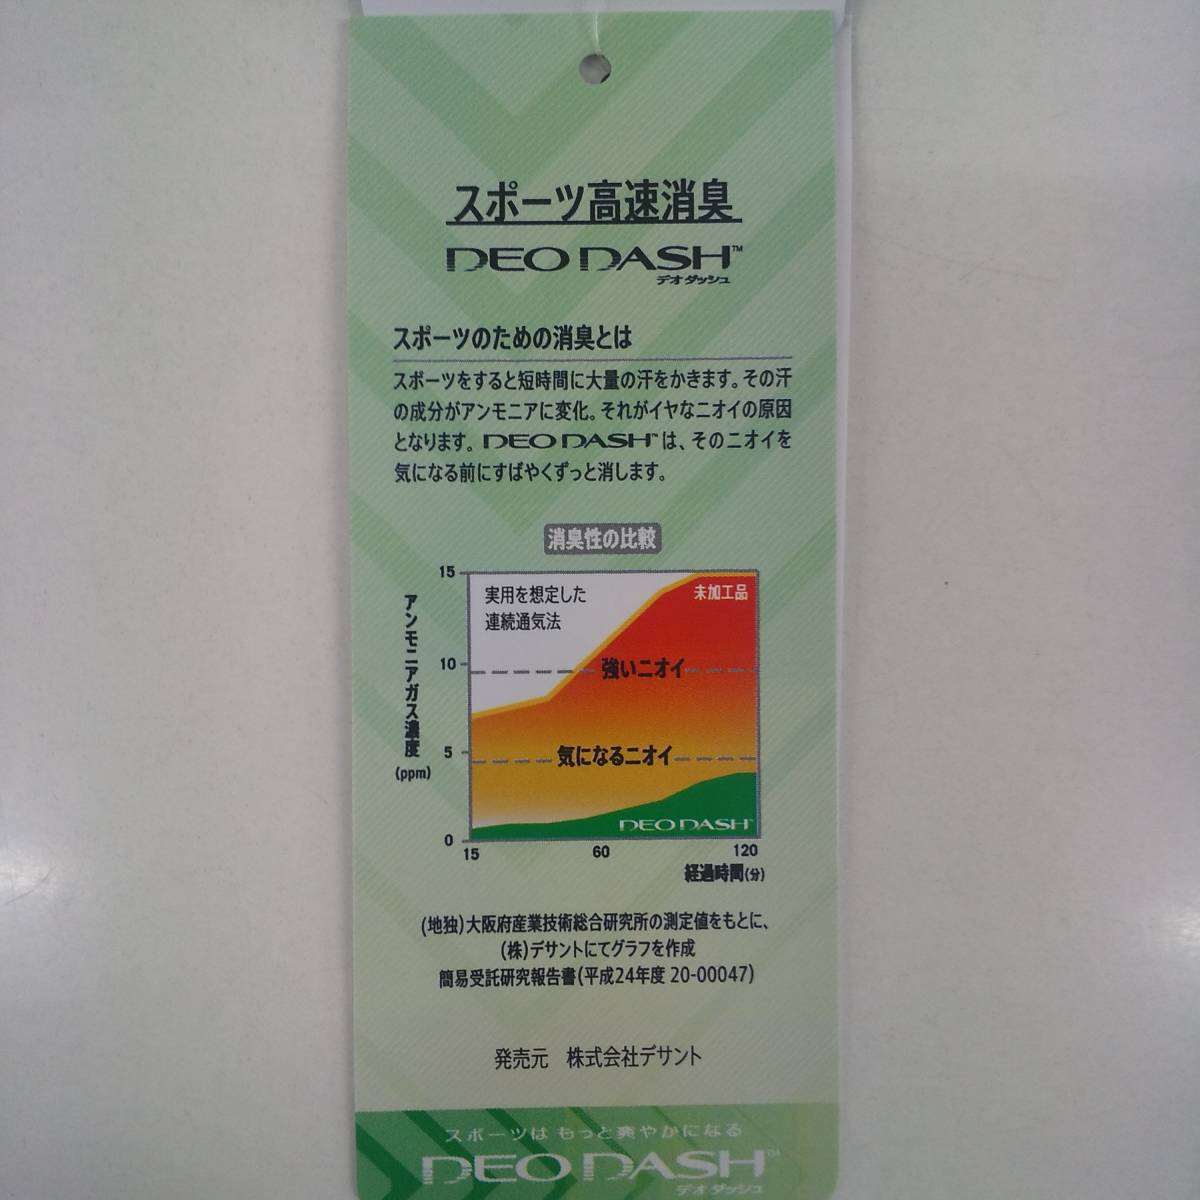 スポーツ高速消臭
DEO DASH™
デオダッシュ
スポーツのための消臭とは
スポーツをすると短時間に大量の汗をかきます。その汗
の成分がアンモニアに変化。それがイヤなニオイの原因
となります。DEO DASH™は、そのニオイを
気になる前にすばやくずっと消します。
消臭性の比較
アンモニアガス濃度
(ppm)
15
10
5
0
実用を想定した
連続通気法
未加工品
強いニオイ
気になるニオイ
DEO DASH™
15 60 120
経過時間(分)
(地独)大阪府産業技術総合研究所の測定値をもとに、
(株)デサントにてグラフを作成
簡易受託研究報告書(平成24年度 20-00047)
発売元 株式会社デサント
スポーツは もっと爽やかになる
DEO DASH™
デオダッシュ